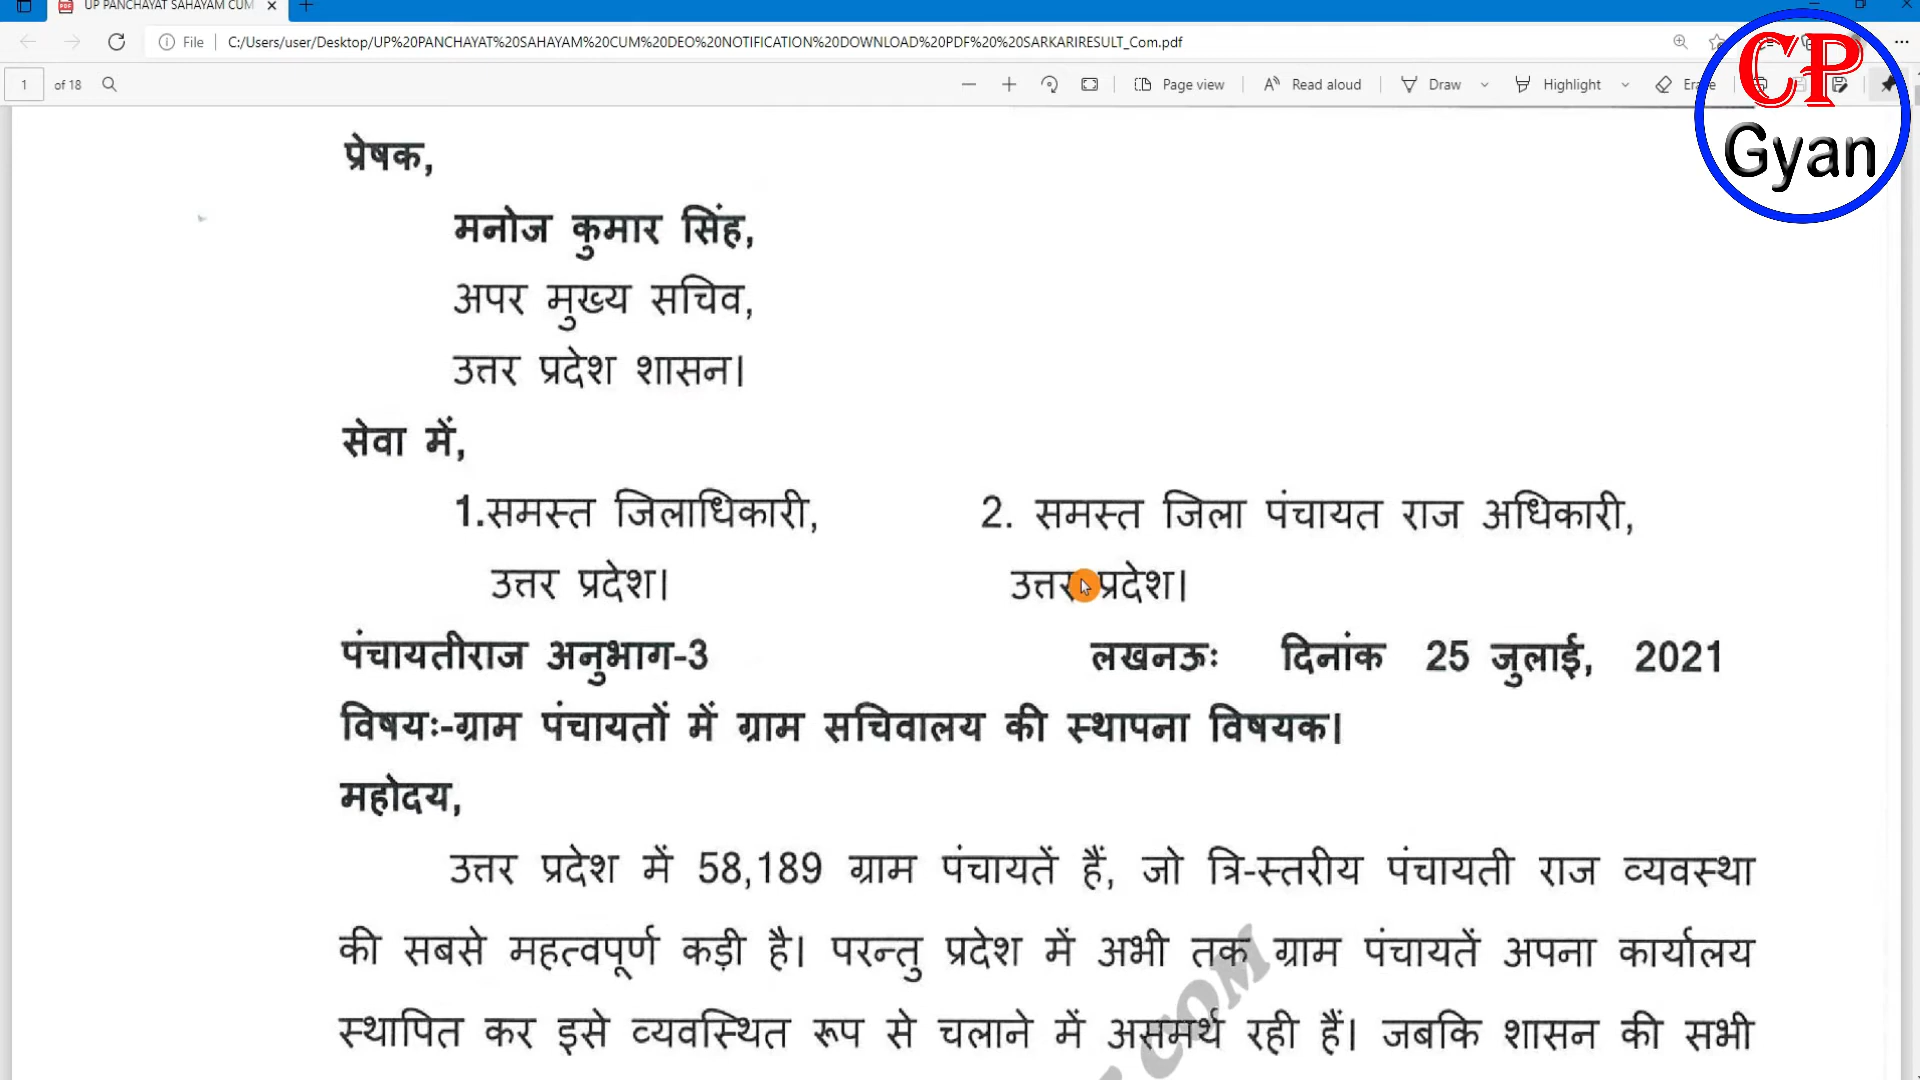 UP PANCHAYAT SAHAYAM CUM
File C:/Users/user/Desktop/UP%20PANCHAYAT%20SAHAYAM%20CUM%20DEO%20NOTIFICATION%20DOWNLOAD%20PDF%20%20SARKARIRESULT_Com.pdf
1 of 18 Page view Read aloud Draw Highlight
CP
Gyan
प्रेषक,
मनोज कुमार सिंह,
अपर मुख्य सचिव,
उत्तर प्रदेश शासन।
सेवा में,
1.समस्त जिलाधिकारी, 2. समस्त जिला पंचायत राज अधिकारी,
उत्तर प्रदेश। उत्तर प्रदेश।
पंचायतीराज अनुभाग-3 लखनऊः दिनांक 25 जुलाई, 2021
विषयः-ग्राम पंचायतों में ग्राम सचिवालय की स्थापना विषयक।
महोदय,
उत्तर प्रदेश में 58,189 ग्राम पंचायतें हैं, जो त्रि-स्तरीय पंचायती राज व्यवस्था
की सबसे महत्वपूर्ण कड़ी है। परन्तु प्रदेश में अभी तक ग्राम पंचायतें अपना कार्यालय
स्थापित कर इसे व्यवस्थित रूप से चलाने में असमर्थ रही हैं। जबकि शासन की सभी
.COM